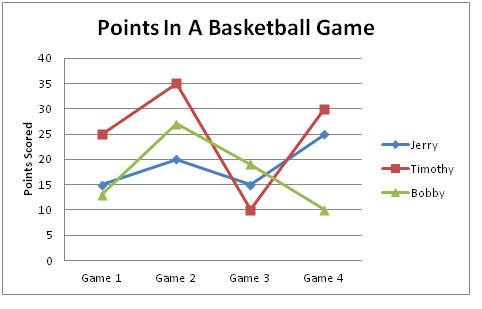 Points In A Basketball Game
Points Scored
40
35
30
25
20
15
10
5
0
Game 1 Game 2 Game 3 Game 4
Jerry
Timothy
Bobby